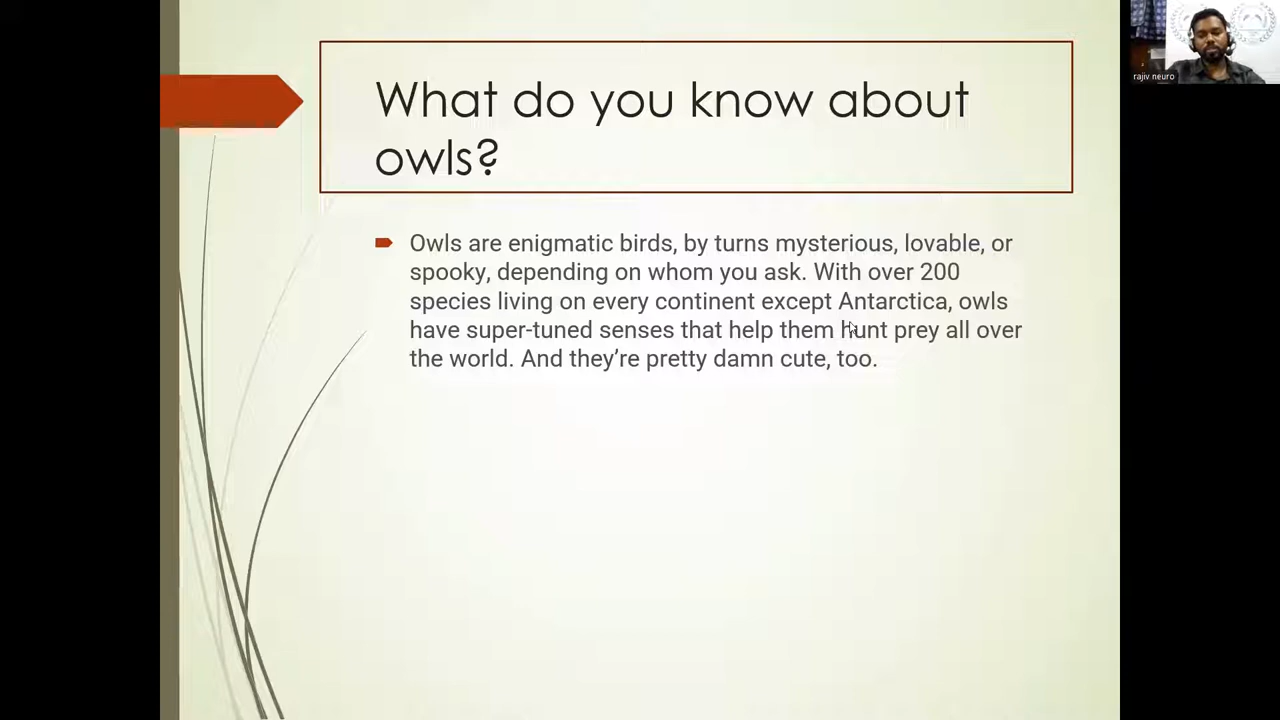 What do you know about
owls?
Owls are enigmatic birds, by turns mysterious, lovable, or
spooky, depending on whom you ask. With over 200
species living on every continent except Antarctica, owls
have super-tuned senses that help them hunt prey all over
the world. And they’re pretty damn cute, too.
rajiv neuro